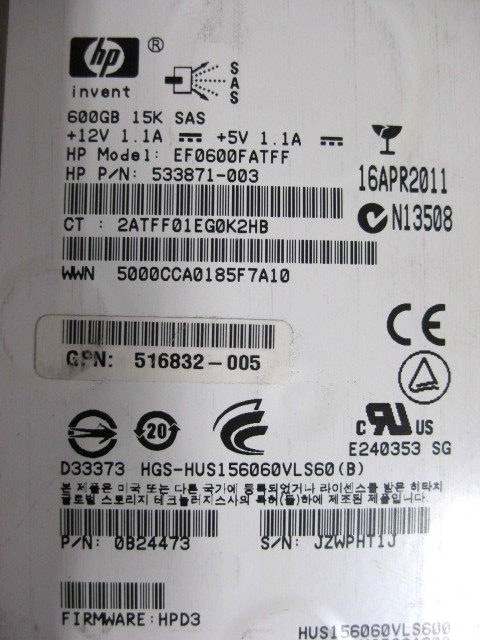 hp ®
invent
S
A
S
600GB 15K SAS
+12V 1.1A +5V 1.1A
HP Model: EF0600FATFF
HP P/N: 533871-003
16APR2011
N13508
CT : 2ATFF01EG0K2HB
WWN 5000CCA0185F7A10
GPN: 516832-005
CE
20
c RU US
E240353 SG
D33373 HGS-HUS156060VLS60(B)
본 제품은 미국 또는 다른 국가에 등록되었거나 라이센스를 받은 히타치
글로벌 스토리지 테크놀러지스사의 특허(들)하에 제조된 제품입니다.
P/N: 0B24473 S/N: JZWPHT1J
FIRMWARE:HPD3
HUS156060VLS600